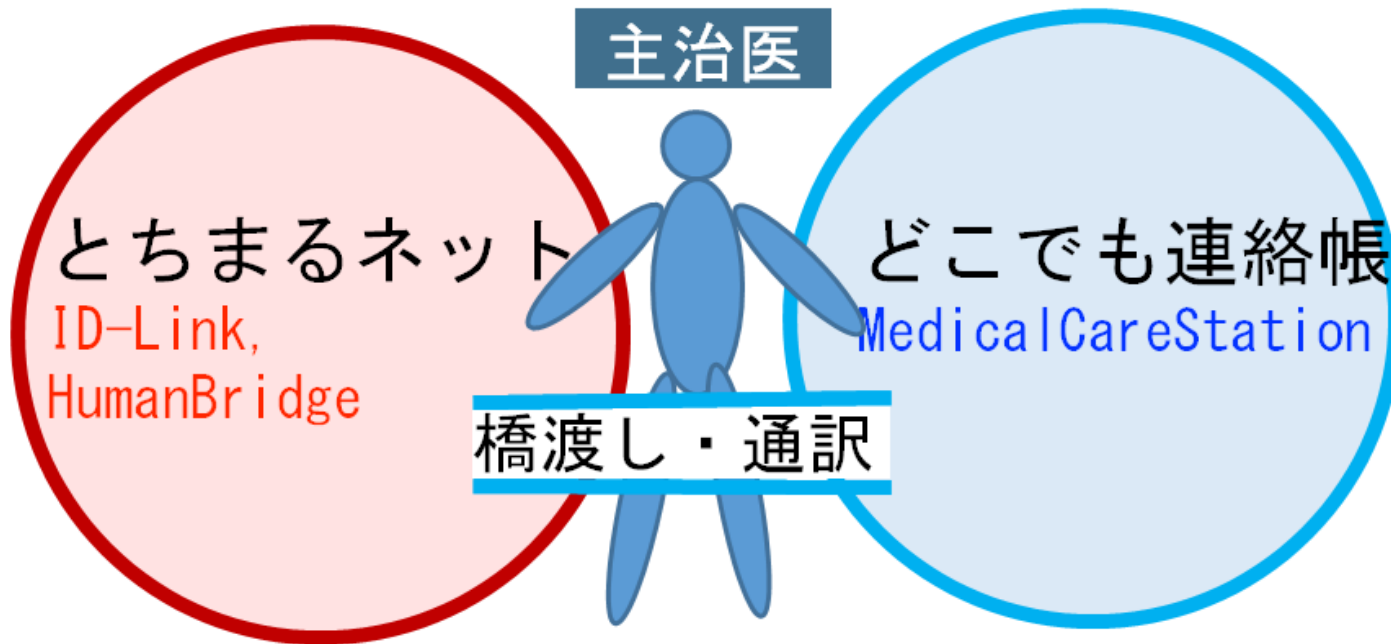 主治医
とちまるネット
ID-Link,
HumanBridge
どこでも連絡帳
MedicalCareStation
橋渡し・通訳